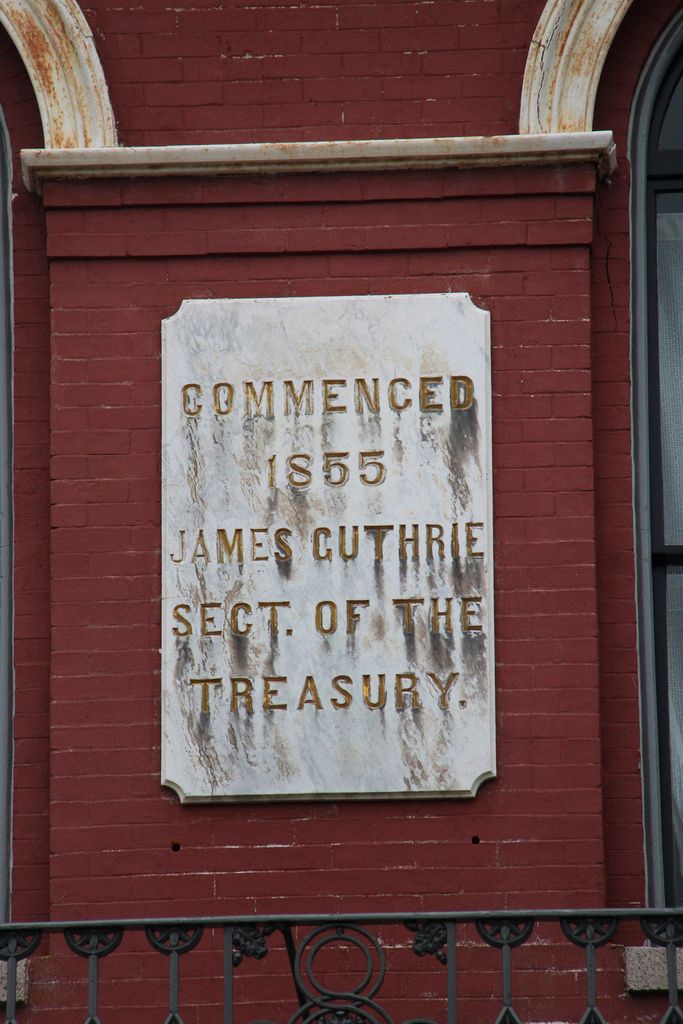 COMMENCED
1855
JAMES GUTHRIE
SECT. OF THE
TREASURY.